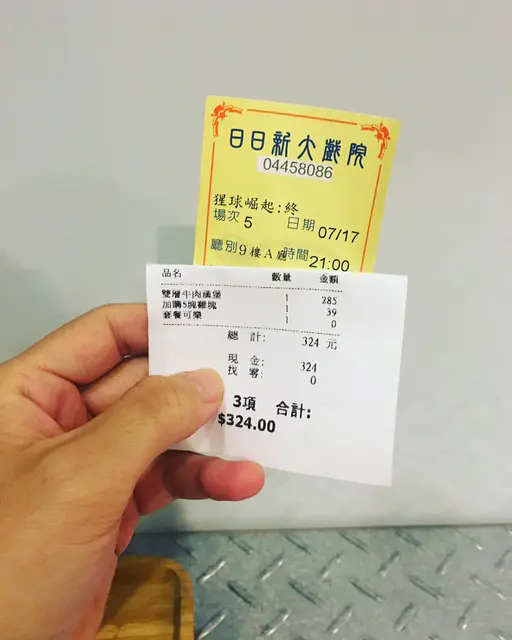 日日新大戲院
04458086
猩球崛起:終
場次 5 日期 07/17
廳別 9樓A廳 時間 21:00
品名 數量 金額
雙層牛肉漢堡 1 285
加購5塊雞塊 1 39
套餐可樂 1 0
總 計: 324 元
現 金: 324
找 零: 0
3項 合計:
$324.00